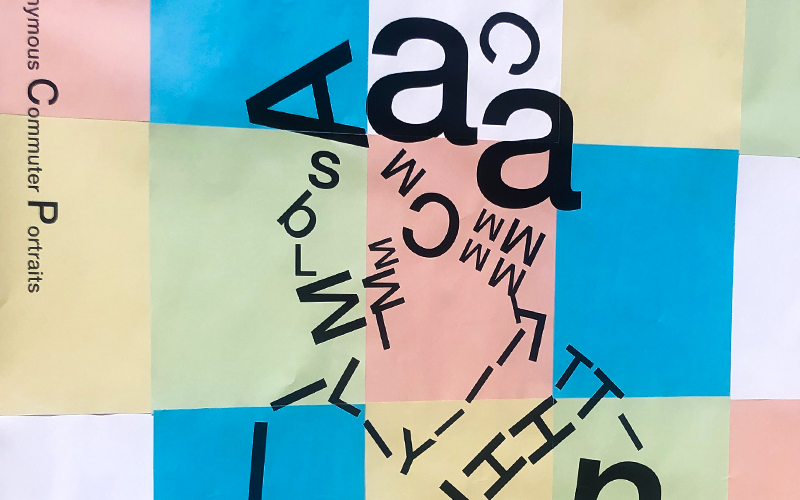 nymous Commuter Portraits
A a c
a
s M
b C M M
L M M M
M M M
M L L
T T
L H
Y H
n